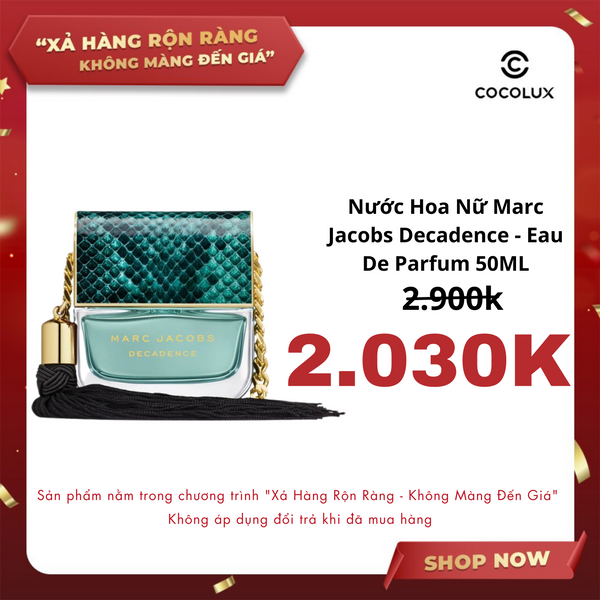 “XẢ HÀNG RỘN RÀNG
KHÔNG MÀNG ĐẾN GIÁ”
COCOLUX
Nước Hoa Nữ Marc
Jacobs Decadence - Eau
De Parfum 50ML
2.900k
2.030K
MARC JACOBS
DECADENCE
Sản phẩm nằm trong chương trình "Xả Hàng Rộn Ràng - Không Màng Đến Giá"
Không áp dụng đổi trả khi đã mua hàng
SHOP NOW